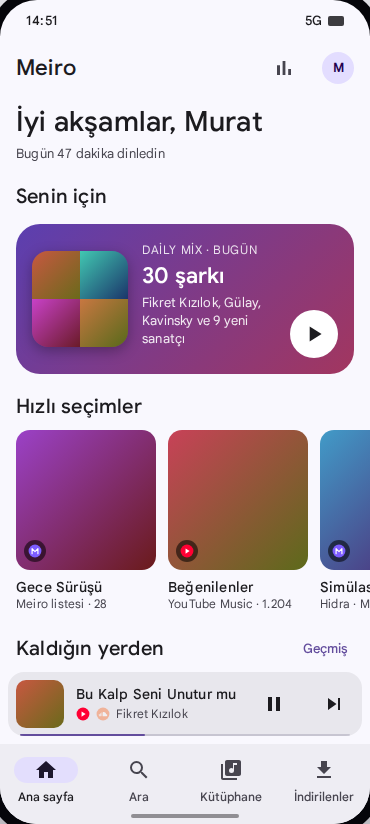 14:51
5G
Meiro
M
İyi akşamlar, Murat
Bugün 47 dakika dinledin
Senin için
DAİLY MİX · BUGÜN
30 şarkı
Fikret Kızılok, Gülay,
Kavinsky ve 9 yeni
sanatçı
Hızlı seçimler
Gece Sürüşü
Meiro listesi · 28
Beğenilenler
YouTube Music · 1.204
Simülas
Hidra · M
Kaldığın yerden
Geçmiş
Bu Kalp Seni Unutur mu
Fikret Kızılok
Ana sayfa
Ara
Kütüphane
İndirilenler